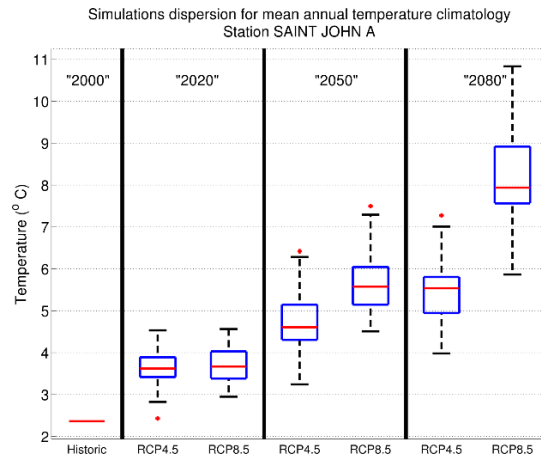 Simulations dispersion for mean annual temperature climatology
Station SAINT JOHN A
"2000" "2020" "2050" "2080"
Temperature (° C)
11
10
9
8
7
6
5
4
3
2
Historic RCP4.5 RCP8.5 RCP4.5 RCP8.5 RCP4.5 RCP8.5